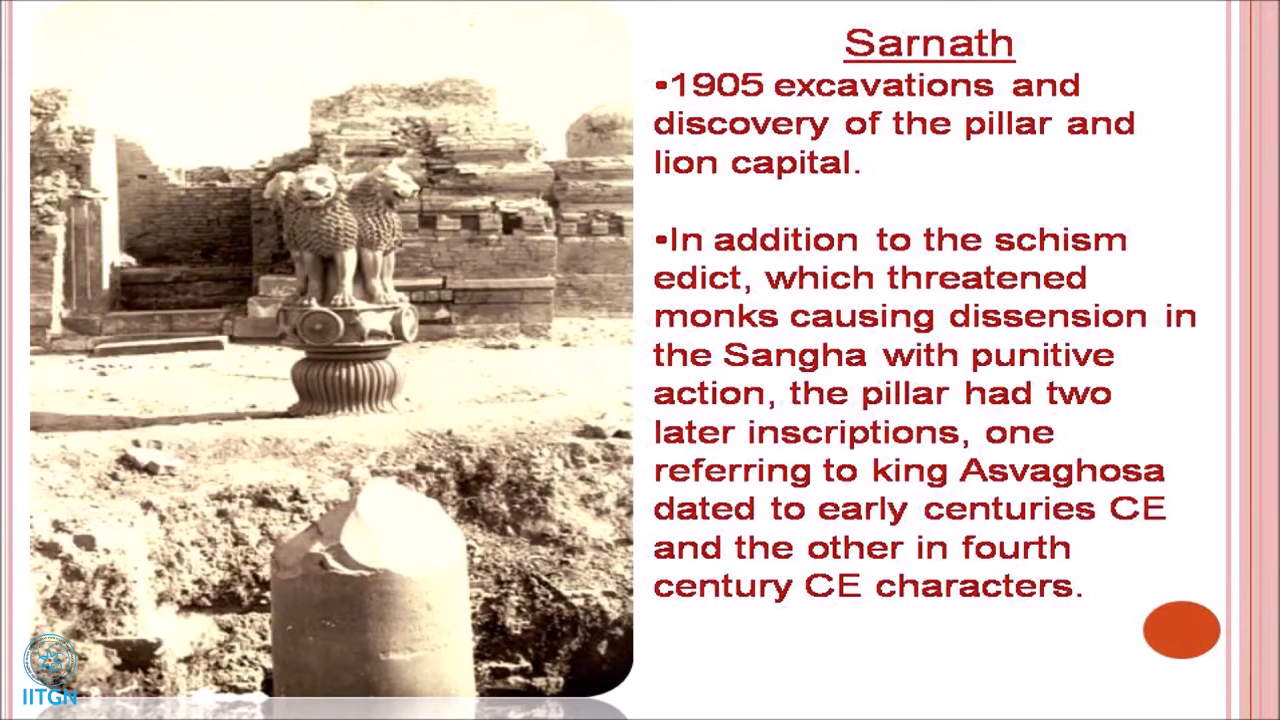 Sarnath
▪1905 excavations and
discovery of the pillar and
lion capital.
▪In addition to the schism
edict, which threatened
monks causing dissension in
the Sangha with punitive
action, the pillar had two
later inscriptions, one
referring to king Asvaghosa
dated to early centuries CE
and the other in fourth
century CE characters.
IITGN